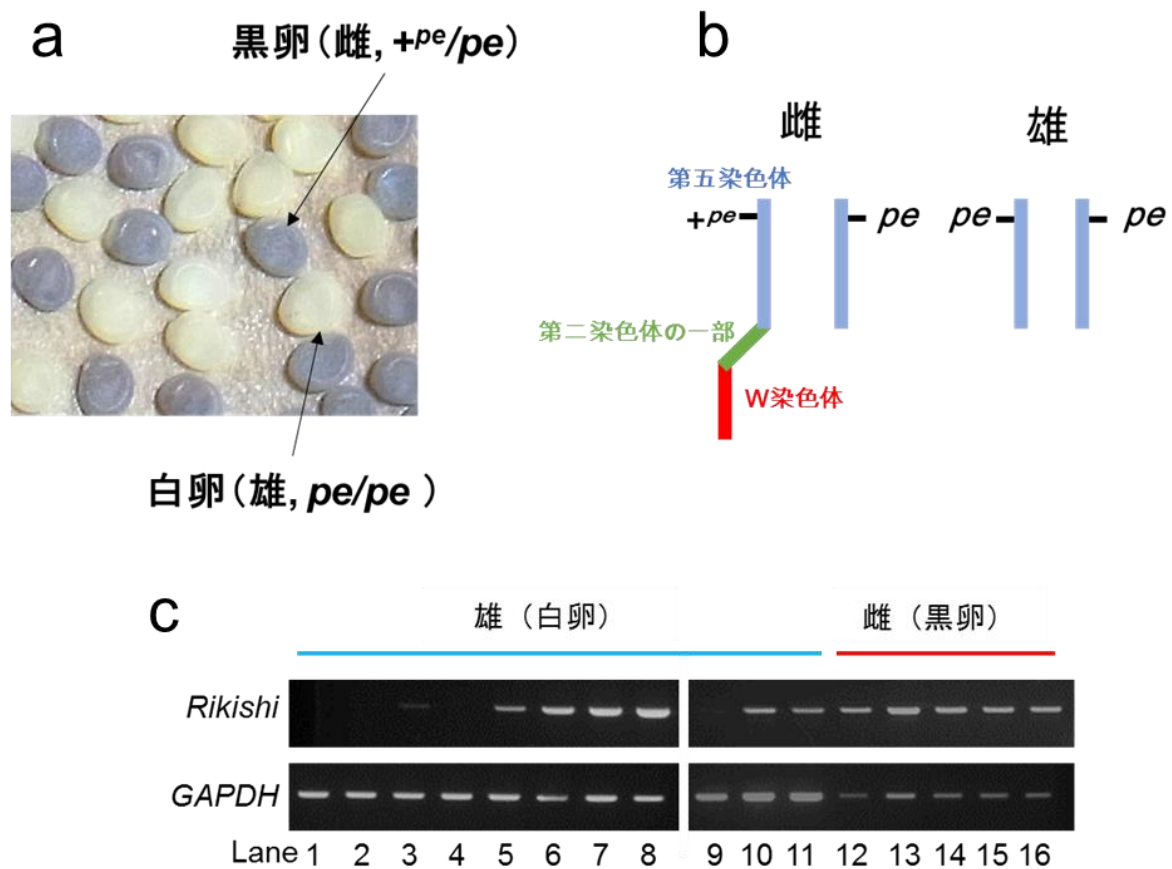 a
黒卵（雌, +pe/pe）
白卵（雄, pe/pe ）
b
雌 雄
第五染色体
+pe pe pe pe
第二染色体の一部
W染色体
c
雄（白卵） 雌（黒卵）
Rikishi
GAPDH
Lane 1 2 3 4 5 6 7 8 9 10 11 12 13 14 15 16